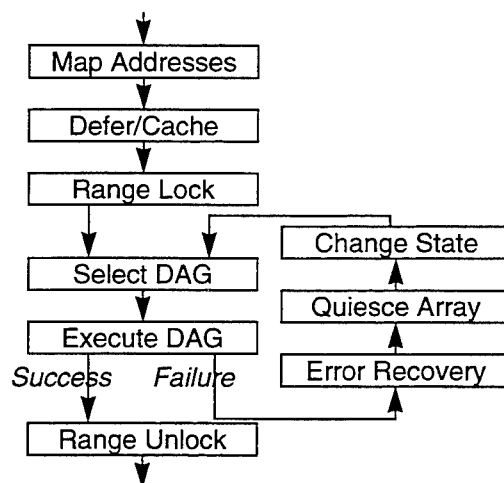 Map Addresses
Defer/Cache
Range Lock
Change State
Select DAG
Quiesce Array
Execute DAG
Success Failure
Error Recovery
Range Unlock